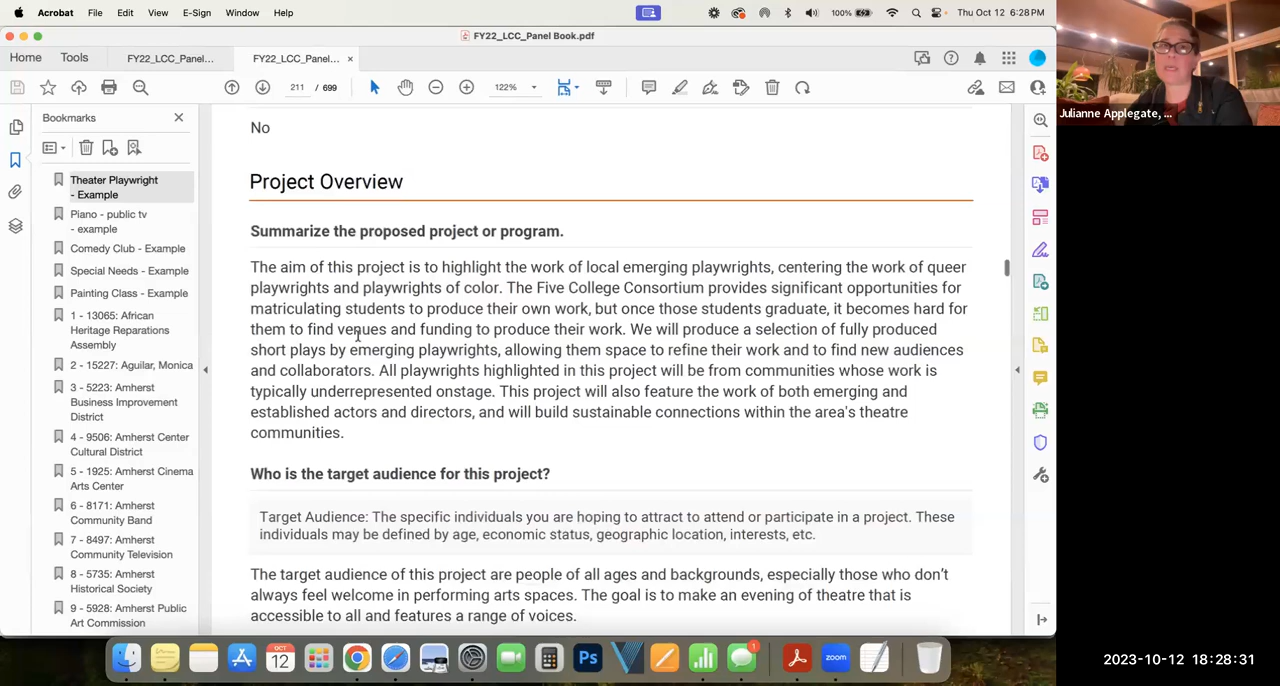 Acrobat File Edit View E-Sign Window Help
100% Thu Oct 12 6:28 PM
FY22_LCC_Panel Book.pdf
Home Tools FY22_LCC_Panel... FY22_LCC_Panel... ×
211 / 699 122%
Bookmarks
Theater Playwright
- Example
Piano - public tv
- example
Comedy Club - Example
Special Needs - Example
Painting Class - Example
1 - 13065: African
Heritage Reparations
Assembly
2 - 15227: Aguilar, Monica
3 - 5223: Amherst
Business Improvement
District
4 - 9506: Amherst Center
Cultural District
5 - 1925: Amherst Cinema
Arts Center
6 - 8171: Amherst
Community Band
7 - 8497: Amherst
Community Television
8 - 5735: Amherst
Historical Society
9 - 5928: Amherst Public
Art Commission
No
Project Overview
Summarize the proposed project or program.
The aim of this project is to highlight the work of local emerging playwrights, centering the work of queer
playwrights and playwrights of color. The Five College Consortium provides significant opportunities for
matriculating students to produce their own work, but once those students graduate, it becomes hard for
them to find venues and funding to produce their work. We will produce a selection of fully produced
short plays by emerging playwrights, allowing them space to refine their work and to find new audiences
and collaborators. All playwrights highlighted in this project will be from communities whose work is
typically underrepresented onstage. This project will also feature the work of both emerging and
established actors and directors, and will build sustainable connections within the area's theatre
communities.
Who is the target audience for this project?
Target Audience: The specific individuals you are hoping to attract to attend or participate in a project. These
individuals may be defined by age, economic status, geographic location, interests, etc.
The target audience of this project are people of all ages and backgrounds, especially those who don't
always feel welcome in performing arts spaces. The goal is to make an evening of theatre that is
accessible to all and features a range of voices.
Julianne Applegate, ...
OCT
12
Ps
zoom
1
2023-10-12 18:28:31